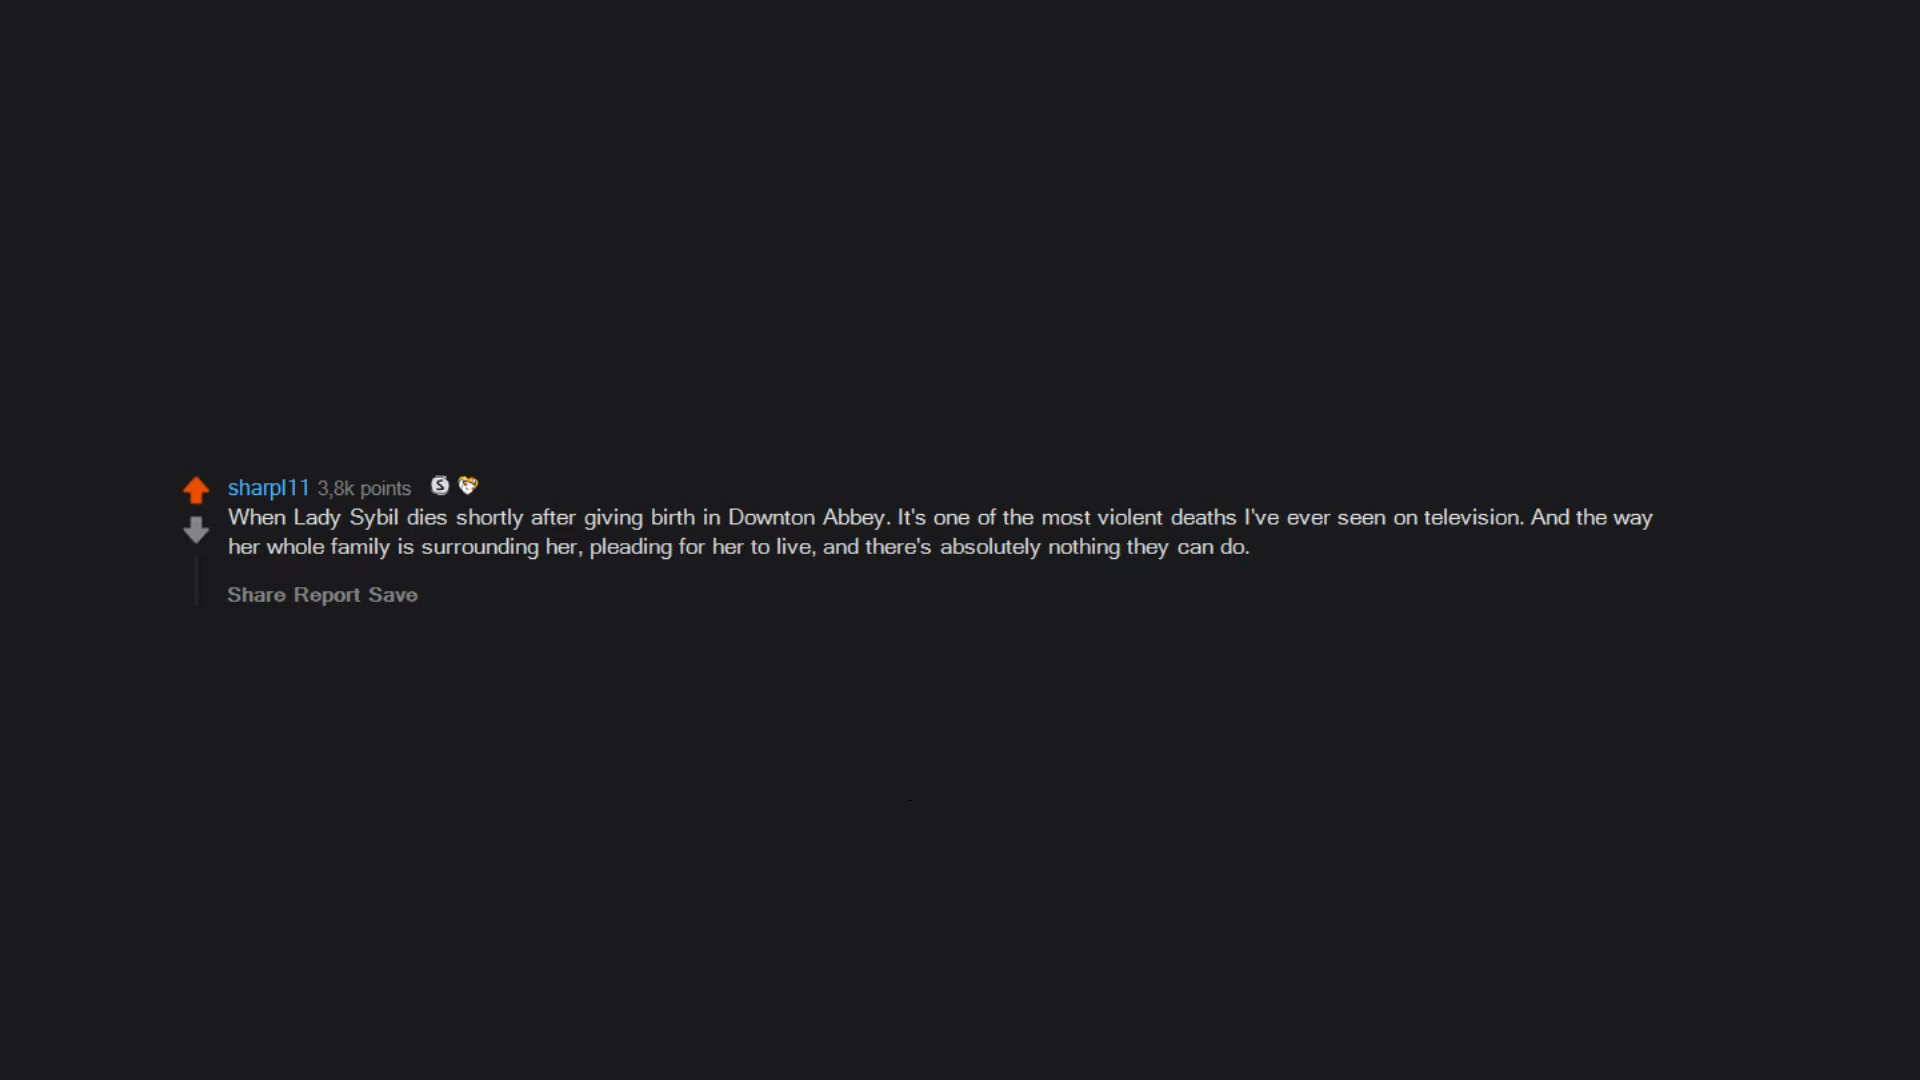 sharpl11 3,8k points
When Lady Sybil dies shortly after giving birth in Downton Abbey. It's one of the most violent deaths I've ever seen on television. And the way
her whole family is surrounding her, pleading for her to live, and there's absolutely nothing they can do.
Share Report Save